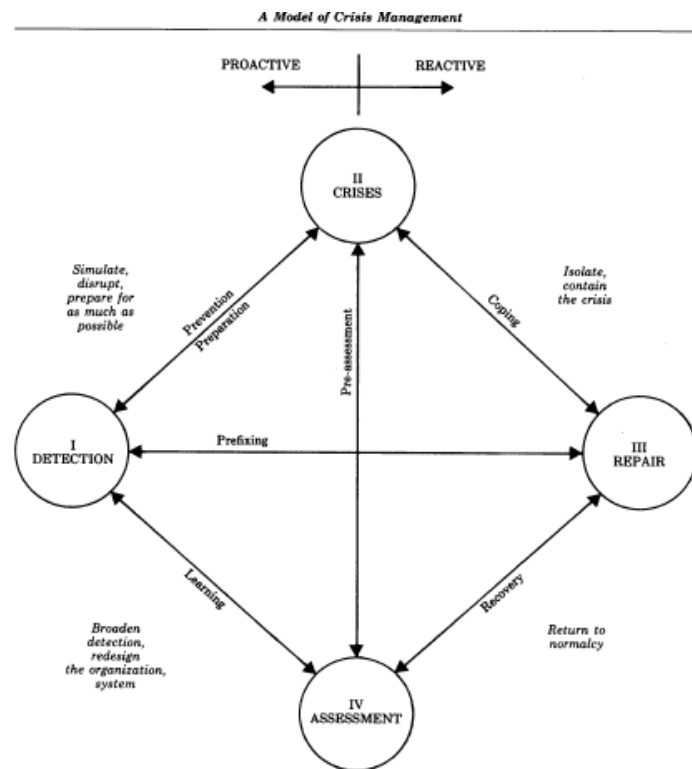 A Model of Crisis Management
PROACTIVE
REACTIVE
II
CRISES
Simulate,
disrupt,
prepare for
as much as
possible
Prevention
Preparation
Pre-assessment
Coping
Isolate,
contain
the crisis
I
DETECTION
Prefixing
III
REPAIR
Learning
Recovery
Broaden
detection,
redesign
the organization,
system
Return to
normalcy
IV
ASSESSMENT